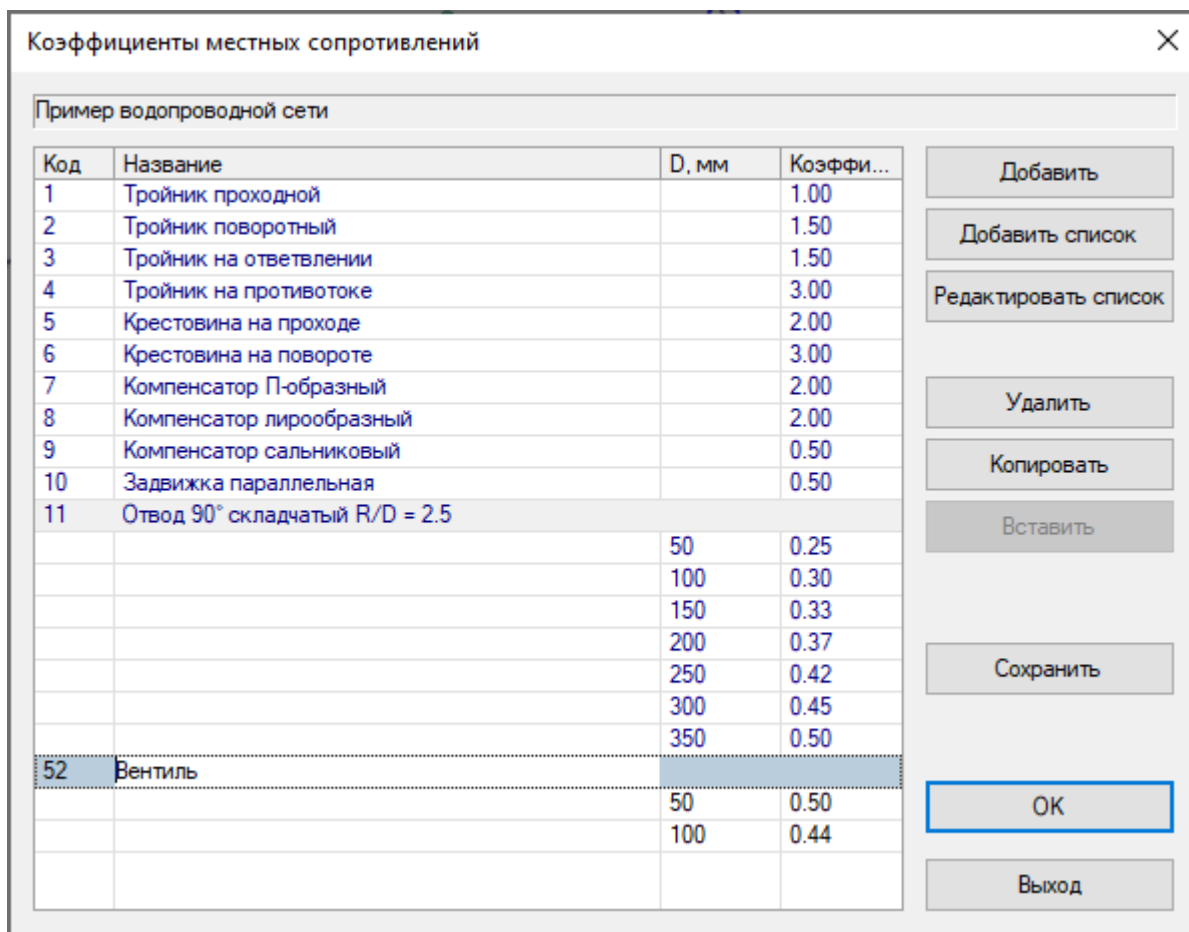 Коэффициенты местных сопротивлений
Пример водопроводной сети
Код Название D, мм Коэффи...
1 Тройник проходной 1.00
2 Тройник поворотный 1.50
3 Тройник на ответвлении 1.50
4 Тройник на противотоке 3.00
5 Крестовина на проходе 2.00
6 Крестовина на повороте 3.00
7 Компенсатор П-образный 2.00
8 Компенсатор лирообразный 2.00
9 Компенсатор сальниковый 0.50
10 Задвижка параллельная 0.50
11 Отвод 90° складчатый R/D = 2.5
50 0.25
100 0.30
150 0.33
200 0.37
250 0.42
300 0.45
350 0.50
52 Вентиль
50 0.50
100 0.44
Добавить
Добавить список
Редактировать список
Удалить
Копировать
Вставить
Сохранить
ОК
Выход